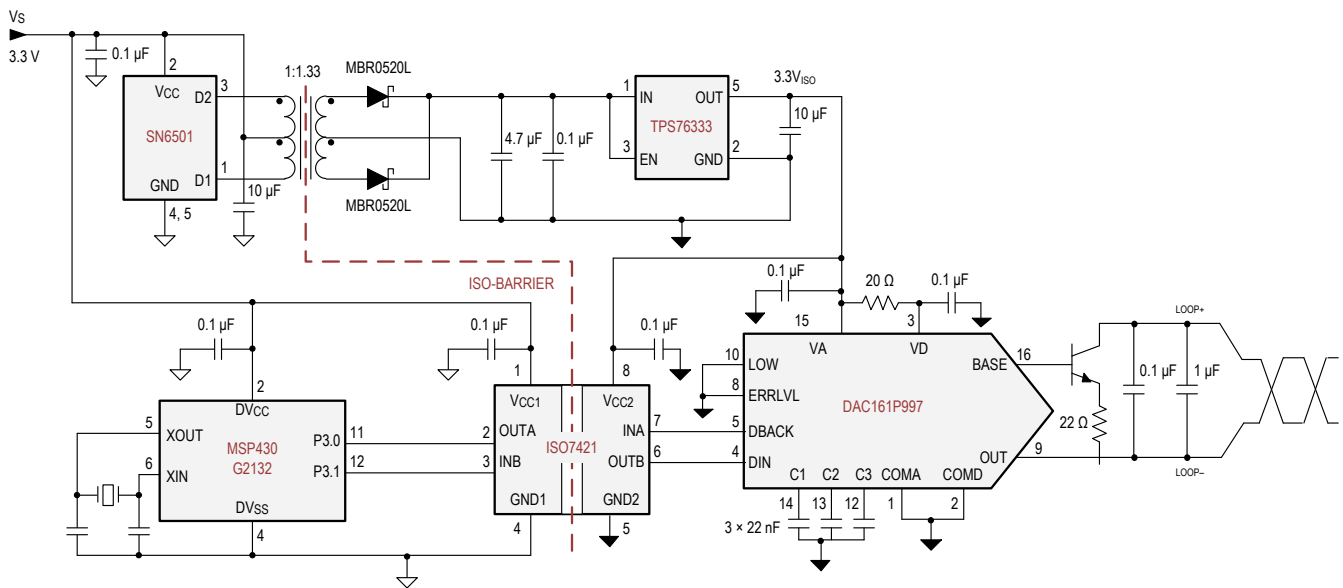 VS
3.3 V
0.1 µF
2
VCC
D2
3
SN6501
D1
1
GND
4, 5
10 µF
1:1.33
MBR0520L
MBR0520L
4.7 µF
0.1 µF
1
IN
OUT
5
TPS76333
3
EN
GND
2
3.3VISO
10 µF
ISO-BARRIER
0.1 µF
2
DVCC
5
XOUT
MSP430
G2132
6
XIN
P3.0
11
P3.1
12
DVSS
4
0.1 µF
1
VCC1
OUTA
2
INB
3
GND1
4
ISO7421
8
VCC2
INA
7
OUTB
6
GND2
5
0.1 µF
0.1 µF
15
20 Ω
3
0.1 µF
VA
VD
10
LOW
8
ERRLVL
5
DBACK
4
DIN
DAC161P997
BASE
16
OUT
9
C1
C2
C3
COMA
COMD
14
13
12
1
2
3 × 22 nF
22 Ω
0.1 µF
1 µF
LOOP+
LOOP–